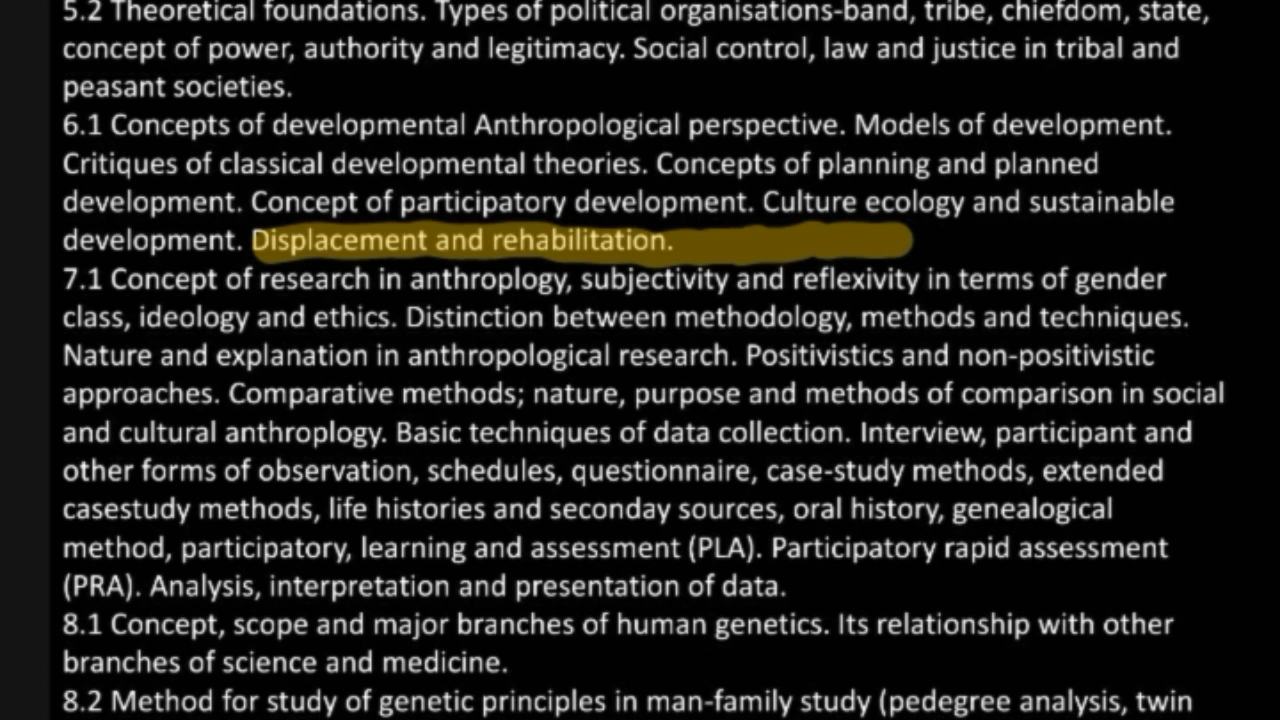 5.2 Theoretical foundations. Types of political organisations-band, tribe, chiefdom, state,
concept of power, authority and legitimacy. Social control, law and justice in tribal and
peasant societies.
6.1 Concepts of developmental Anthropological perspective. Models of development.
Critiques of classical developmental theories. Concepts of planning and planned
development. Concept of participatory development. Culture ecology and sustainable
development. Displacement and rehabilitation.
7.1 Concept of research in anthroplogy, subjectivity and reflexivity in terms of gender
class, ideology and ethics. Distinction between methodology, methods and techniques.
Nature and explanation in anthropological research. Positivistics and non-positivistic
approaches. Comparative methods; nature, purpose and methods of comparison in social
and cultural anthroplogy. Basic techniques of data collection. Interview, participant and
other forms of observation, schedules, questionnaire, case-study methods, extended
casestudy methods, life histories and seconday sources, oral history, genealogical
method, participatory, learning and assessment (PLA). Participatory rapid assessment
(PRA). Analysis, interpretation and presentation of data.
8.1 Concept, scope and major branches of human genetics. Its relationship with other
branches of science and medicine.
8.2 Method for study of genetic principles in man-family study (pedegree analysis, twin